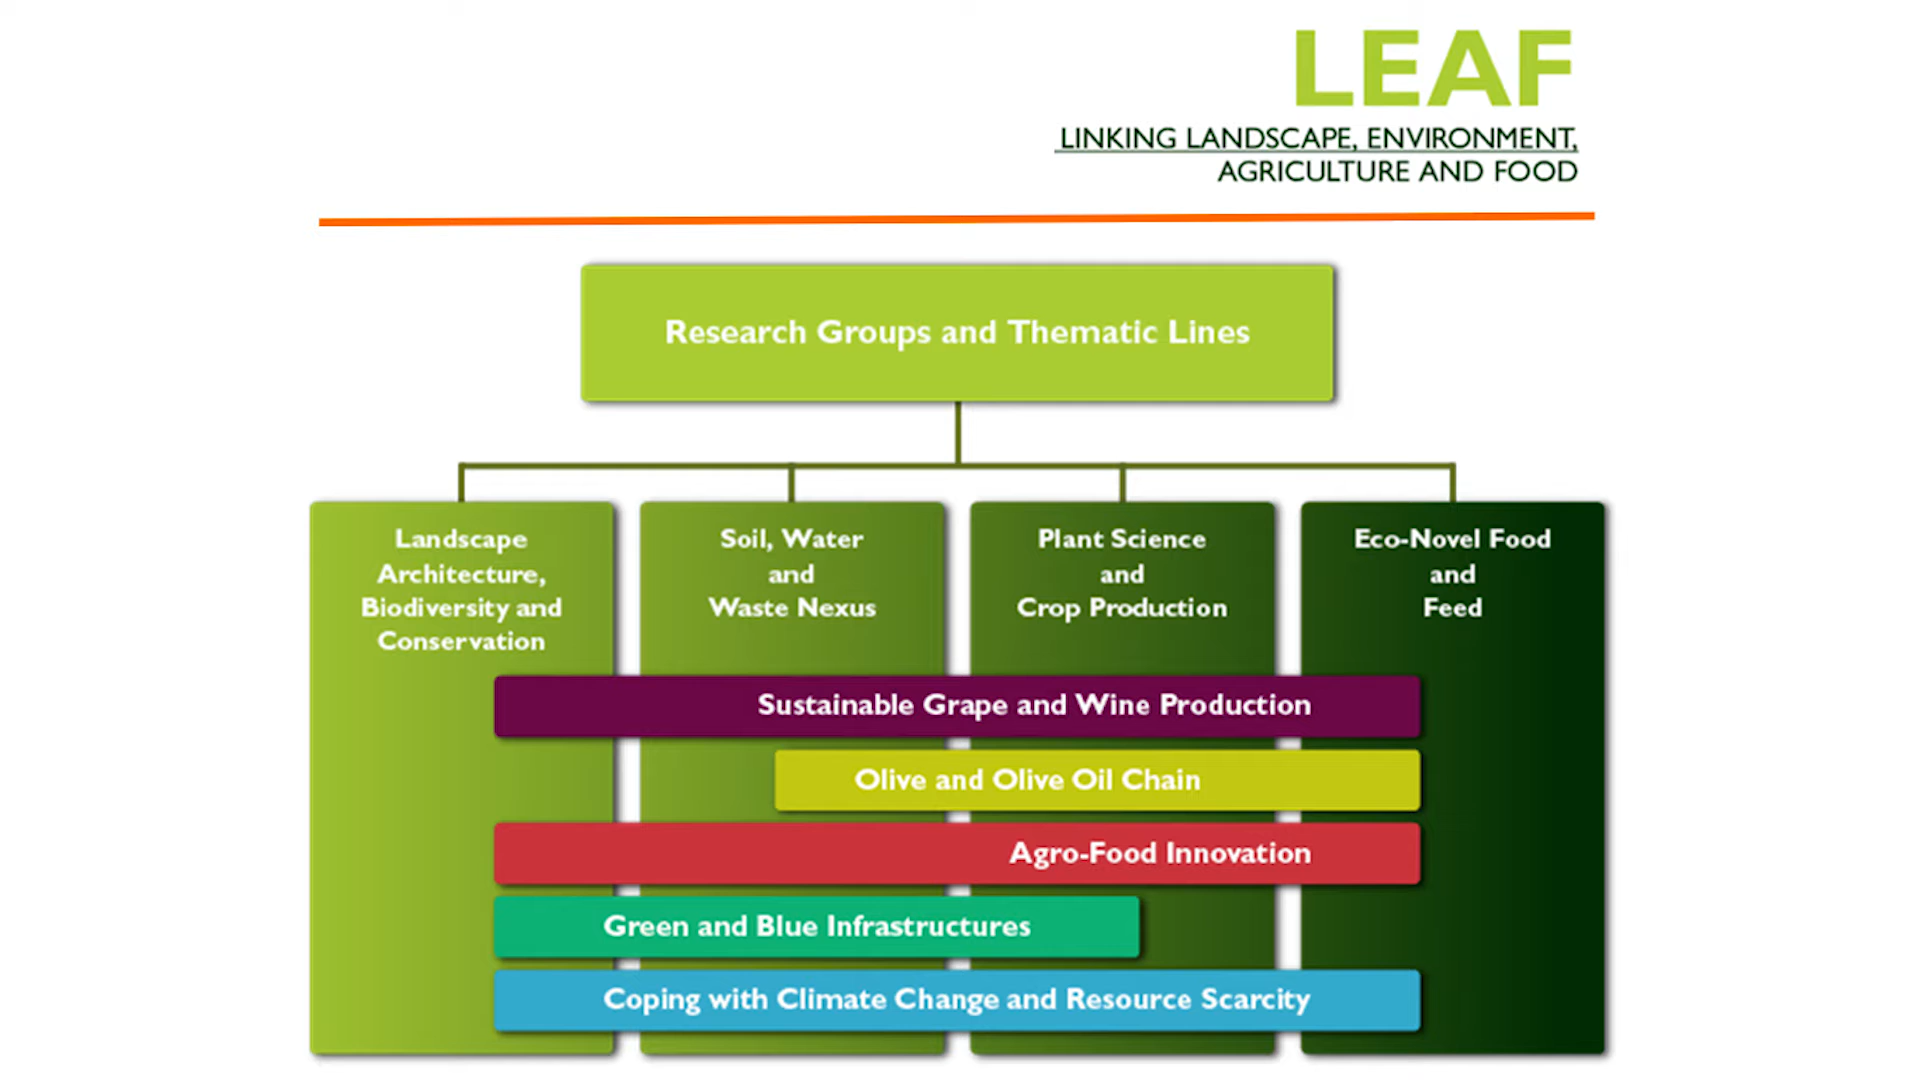 LEAF
LINKING LANDSCAPE, ENVIRONMENT,
AGRICULTURE AND FOOD
Research Groups and Thematic Lines
Landscape
Architecture,
Biodiversity and
Conservation
Soil, Water
and
Waste Nexus
Plant Science
and
Crop Production
Eco-Novel Food
and
Feed
Sustainable Grape and Wine Production
Olive and Olive Oil Chain
Agro-Food Innovation
Green and Blue Infrastructures
Coping with Climate Change and Resource Scarcity